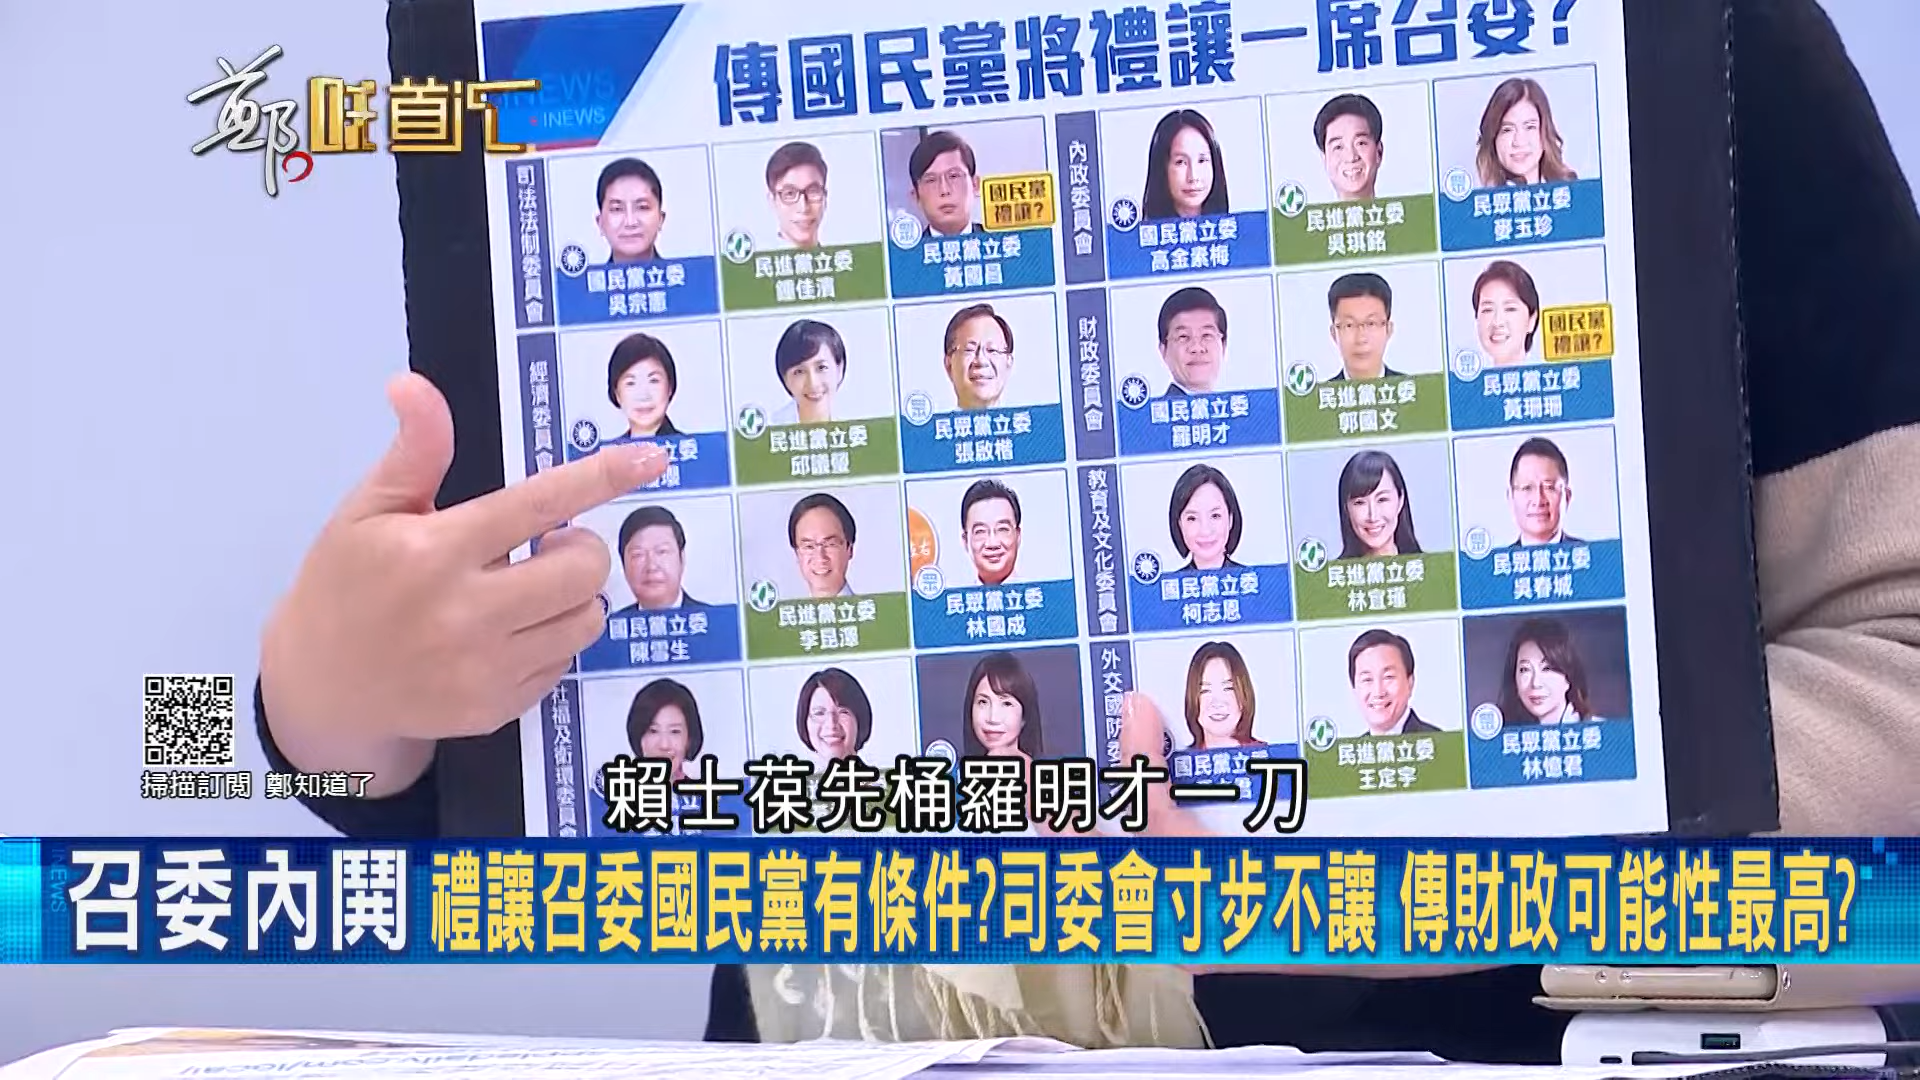 傳國民黨將禮讓一席召委?
鄭
哏首
INEWS
INEWS
司法法制委員會
國民黨立委
吳宗憲
民進黨立委
鍾佳濱
國民黨
禮讓?
民眾黨立委
黃國昌
內政委員會
國民黨立委
高金素梅
民進黨立委
吳琪銘
民眾黨立委
麥玉珍
經濟委員會
立委
民進黨立委
邱議瑩
民眾黨立委
張啟楷
財政委員會
國民黨立委
羅明才
民進黨立委
郭國文
國民黨
禮讓?
民眾黨立委
黃珊珊
國民黨立委
陳雪生
民進黨立委
李昆澤
民眾黨立委
林國成
教育及文化委員會
國民黨立委
柯志恩
民進黨立委
林宜瑾
民眾黨立委
吳春城
社福及衛環委員會
外交國防委
國民黨立
民進黨立委
王定宇
民眾黨立委
林憶君
掃描訂閱 鄭知道了
賴士葆先桶羅明才一刀
INEWS
召委內鬨
禮讓召委國民黨有條件?司委會寸步不讓 傳財政可能性最高?